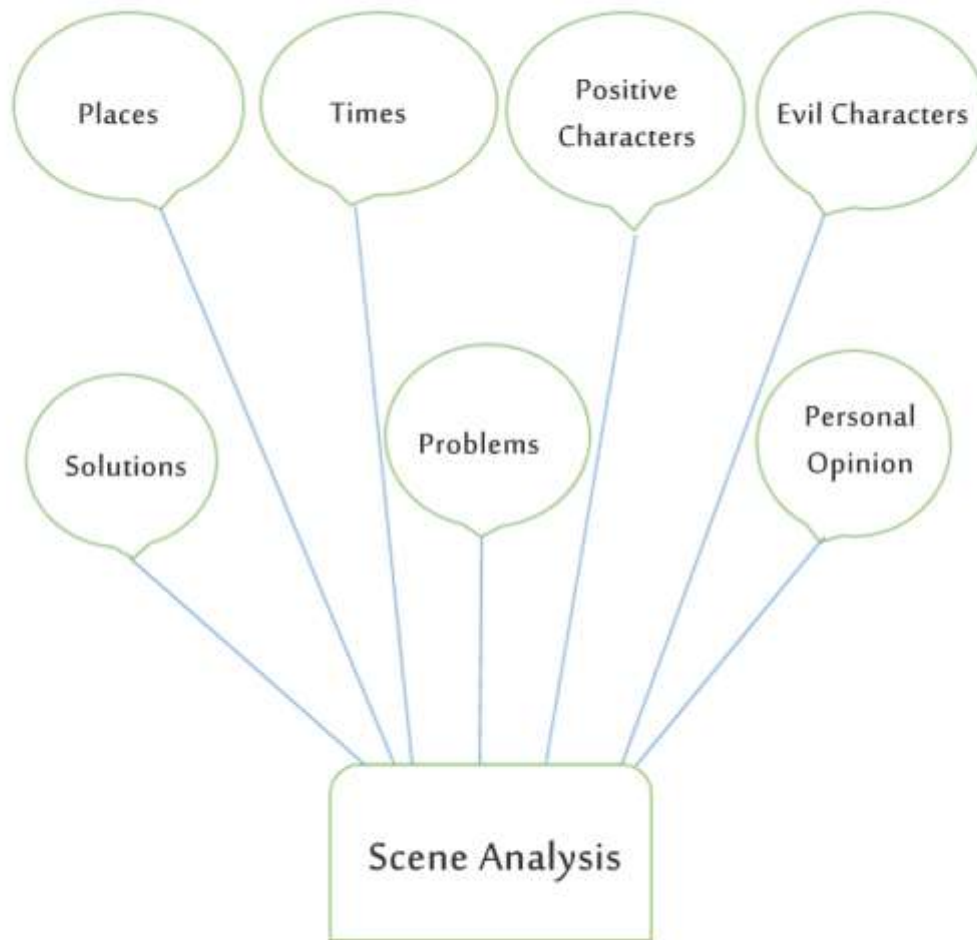 Places
Times
Positive
Characters
Evil Characters
Solutions
Problems
Personal
Opinion
Scene Analysis